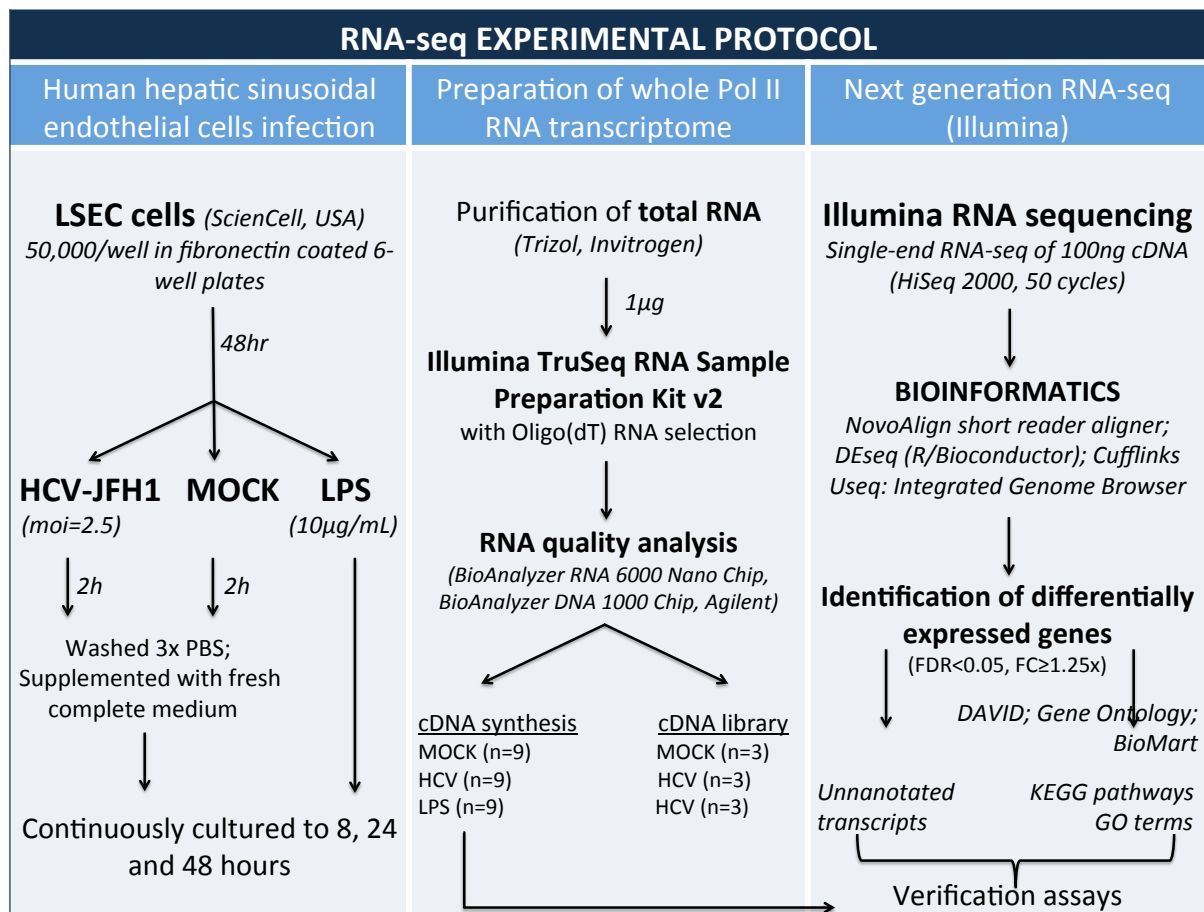 RNA-seq EXPERIMENTAL PROTOCOL
Human hepatic sinusoidal
endothelial cells infection
LSEC cells (ScienCell, USA)
50,000/well in fibronectin coated 6-
well plates
48hr
HCV-JFH1 MOCK LPS
(moi=2.5) (10µg/mL)
2h 2h
Washed 3x PBS;
Supplemented with fresh
complete medium
Continuously cultured to 8, 24
and 48 hours
Preparation of whole Pol II
RNA transcriptome
Purification of total RNA
(Trizol, Invitrogen)
1µg
Illumina TruSeq RNA Sample
Preparation Kit v2
with Oligo(dT) RNA selection
RNA quality analysis
(BioAnalyzer RNA 6000 Nano Chip,
BioAnalyzer DNA 1000 Chip, Agilent)
cDNA synthesis
MOCK (n=9)
HCV (n=9)
LPS (n=9)
cDNA library
MOCK (n=3)
HCV (n=3)
HCV (n=3)
Next generation RNA-seq
(Illumina)
Illumina RNA sequencing
Single-end RNA-seq of 100ng cDNA
(HiSeq 2000, 50 cycles)
BIOINFORMATICS
NovoAlign short reader aligner;
DEseq (R/Bioconductor); Cufflinks
Useq: Integrated Genome Browser
Identification of differentially
expressed genes
(FDR<0.05, FC≥1.25x)
DAVID; Gene Ontology;
BioMart
Unnanotated
transcripts
KEGG pathways
GO terms
Verification assays